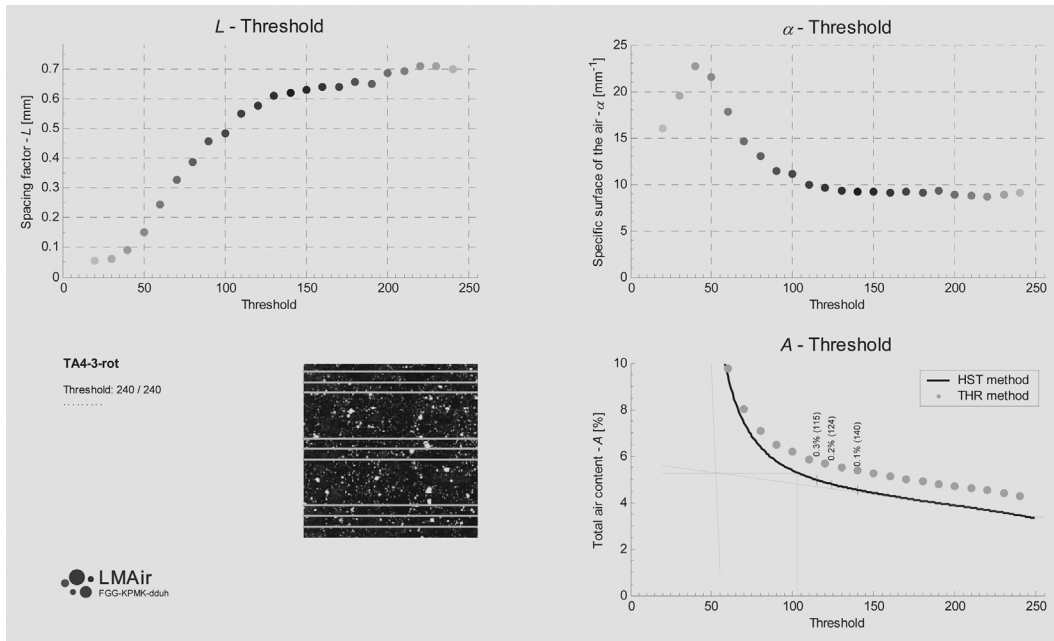 L - Threshold
Spacing factor - L [mm]
0.7
0.6
0.5
0.4
0.3
0.2
0.1
0
0 50 100 150 200 250
Threshold
α - Threshold
Specific surface of the air - α [mm-1]
25
20
15
10
5
0
0 50 100 150 200 250
Threshold
TA4-3-rot
Threshold: 240 / 240
.........
LMAir
FGG-KPMK-dduh
A - Threshold
Total air content - A [%]
10
8
6
4
2
0
HST method
THR method
0.3% (115)
0.2% (124)
0.1% (140)
0 50 100 150 200 250
Threshold